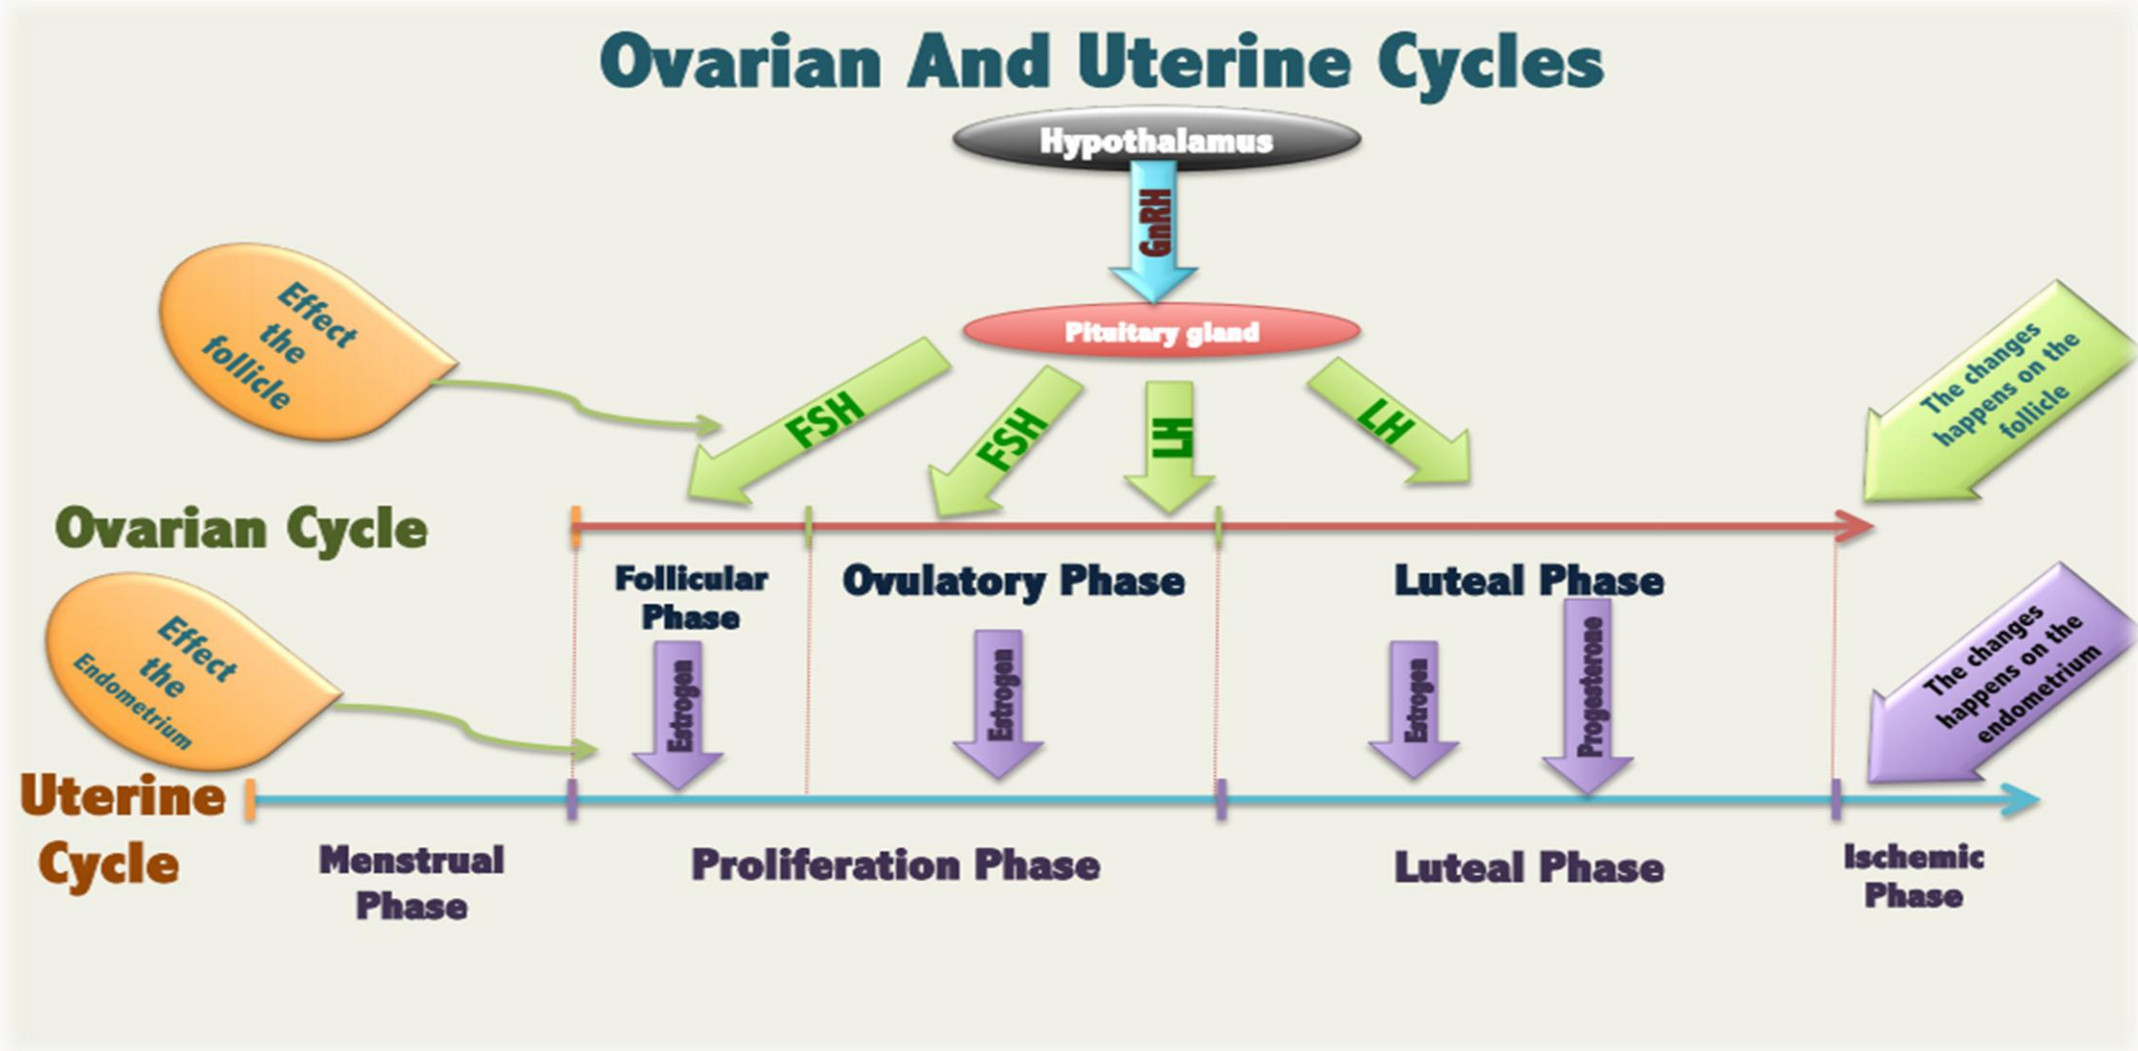 Ovarian And Uterine Cycles
Hypothalamus
GnRH
Pituitary gland
Effect
the
follicle
FSH
FSH
LH
LH
The changes
happens on the
follicle
Ovarian Cycle
Follicular
Phase
Ovulatory Phase
Luteal Phase
Effect
the
Endometrium
Estrogen
Estrogen
Estrogen
Progesterone
The changes
happens on the
endometrium
Uterine
Cycle
Menstrual
Phase
Proliferation Phase
Luteal Phase
Ischemic
Phase